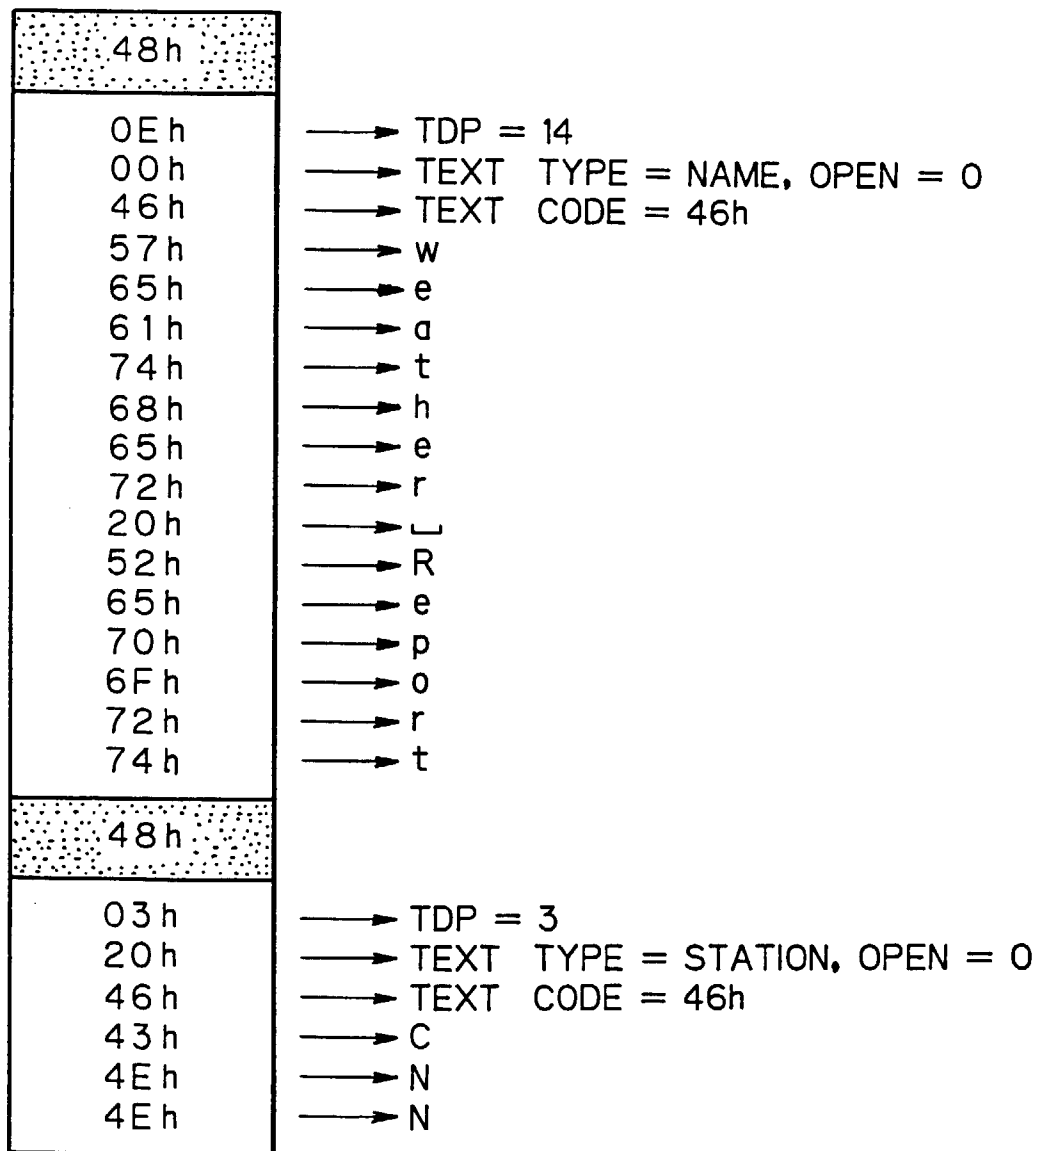 48h
0Eh → TDP = 14
00h → TEXT TYPE = NAME, OPEN = 0
46h → TEXT CODE = 46h
57h → w
65h → e
61h → a
74h → t
68h → h
65h → e
72h → r
20h → ⎵
52h → R
65h → e
70h → p
6Fh → o
72h → r
74h → t
48h
03h → TDP = 3
20h → TEXT TYPE = STATION, OPEN = 0
46h → TEXT CODE = 46h
43h → C
4Eh → N
4Eh → N